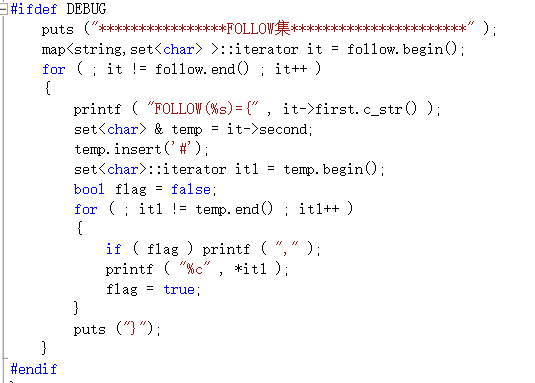 #ifdef DEBUG
    puts ("****************FOLLOW集**********************" );
    map<string,set<char> >::iterator it = follow.begin();
    for ( ; it != follow.end() ; it++ )
    {
        printf ( "FOLLOW(%s)={" , it->first.c_str() );
        set<char> & temp = it->second;
        temp.insert('#');
        set<char>::iterator it1 = temp.begin();
        bool flag = false;
        for ( ; it1 != temp.end() ; it1++ )
        {
            if ( flag ) printf ( "," );
            printf ( "%c" , *it1 );
            flag = true;
        }
        puts ("}");
    }
#endif